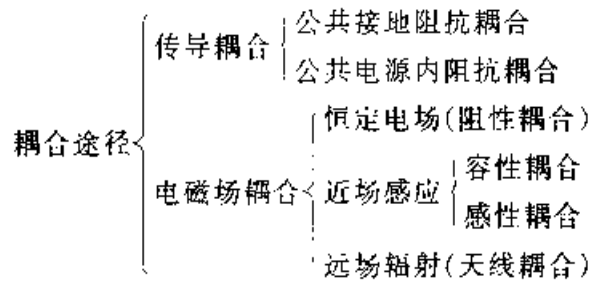 公共接地阻抗耦合
传导耦合
公共电源内阻抗耦合
恒定电场(阻性耦合)
耦合途径
容性耦合
电磁场耦合
近场感应
感性耦合
远场辐射(天线耦合)